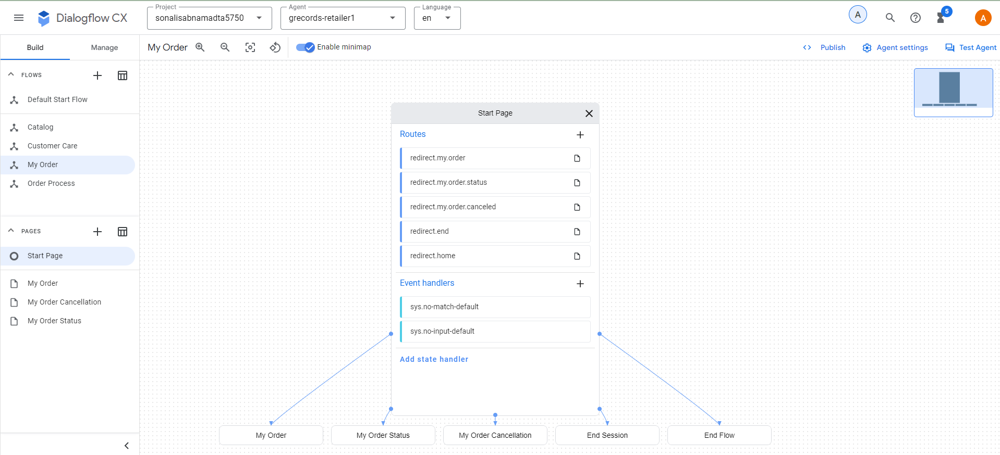 Project
Agent
Language
Dialogflow CX
sonalisabnamadta5750
grecords-retailer1
en
A
5
A
Build
Manage
My Order
Enable minimap
Publish
Agent settings
Test Agent
FLOWS
Default Start Flow
Catalog
Customer Care
My Order
Order Process
PAGES
Start Page
My Order
My Order Cancellation
My Order Status
Start Page
Routes
redirect.my.order
redirect.my.order.status
redirect.my.order.canceled
redirect.end
redirect.home
Event handlers
sys.no-match-default
sys.no-input-default
Add state handler
My Order
My Order Status
My Order Cancellation
End Session
End Flow